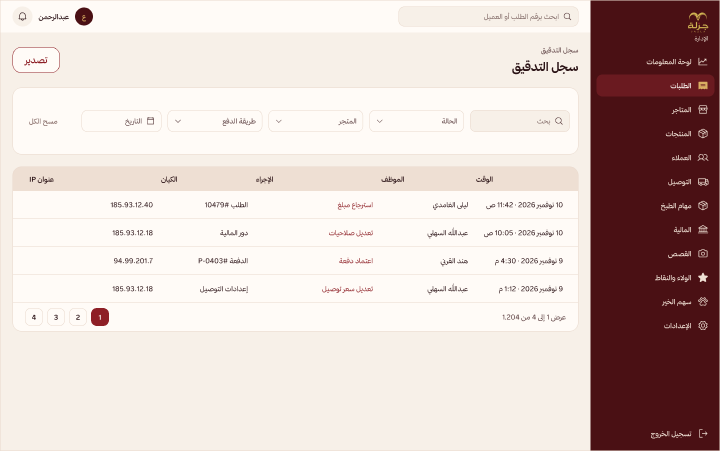 جزلة
الإدارة
لوحة المعلومات
الطلبات
المتاجر
المنتجات
العملاء
التوصيل
مهام الطبخ
المالية
القصص
الولاء والنقاط
سهم الخير
الإعدادات
تسجيل الخروج
ابحث برقم الطلب أو العميل
ع
عبدالرحمن
سجل التدقيق
سجل التدقيق
تصدير
بحث
الحالة
المتجر
طريقة الدفع
التاريخ
مسح الكل
الوقت الموظف الإجراء الكيان عنوان IP
10 نوفمبر 2026 · 11:42 ص ليلى الغامدي استرجاع مبلغ الطلب #10479 185.93.12.40
10 نوفمبر 2026 · 10:05 ص عبدالله السهلي تعديل صلاحيات دور المالية 185.93.12.18
9 نوفمبر 2026 · 4:30 م هند القرني اعتماد دفعة الدفعة #P-0403 94.99.201.7
9 نوفمبر 2026 · 1:12 م عبدالله السهلي تعديل سعر توصيل إعدادات التوصيل 185.93.12.18
عرض 1 إلى 4 من 1,204
1 2 3 4